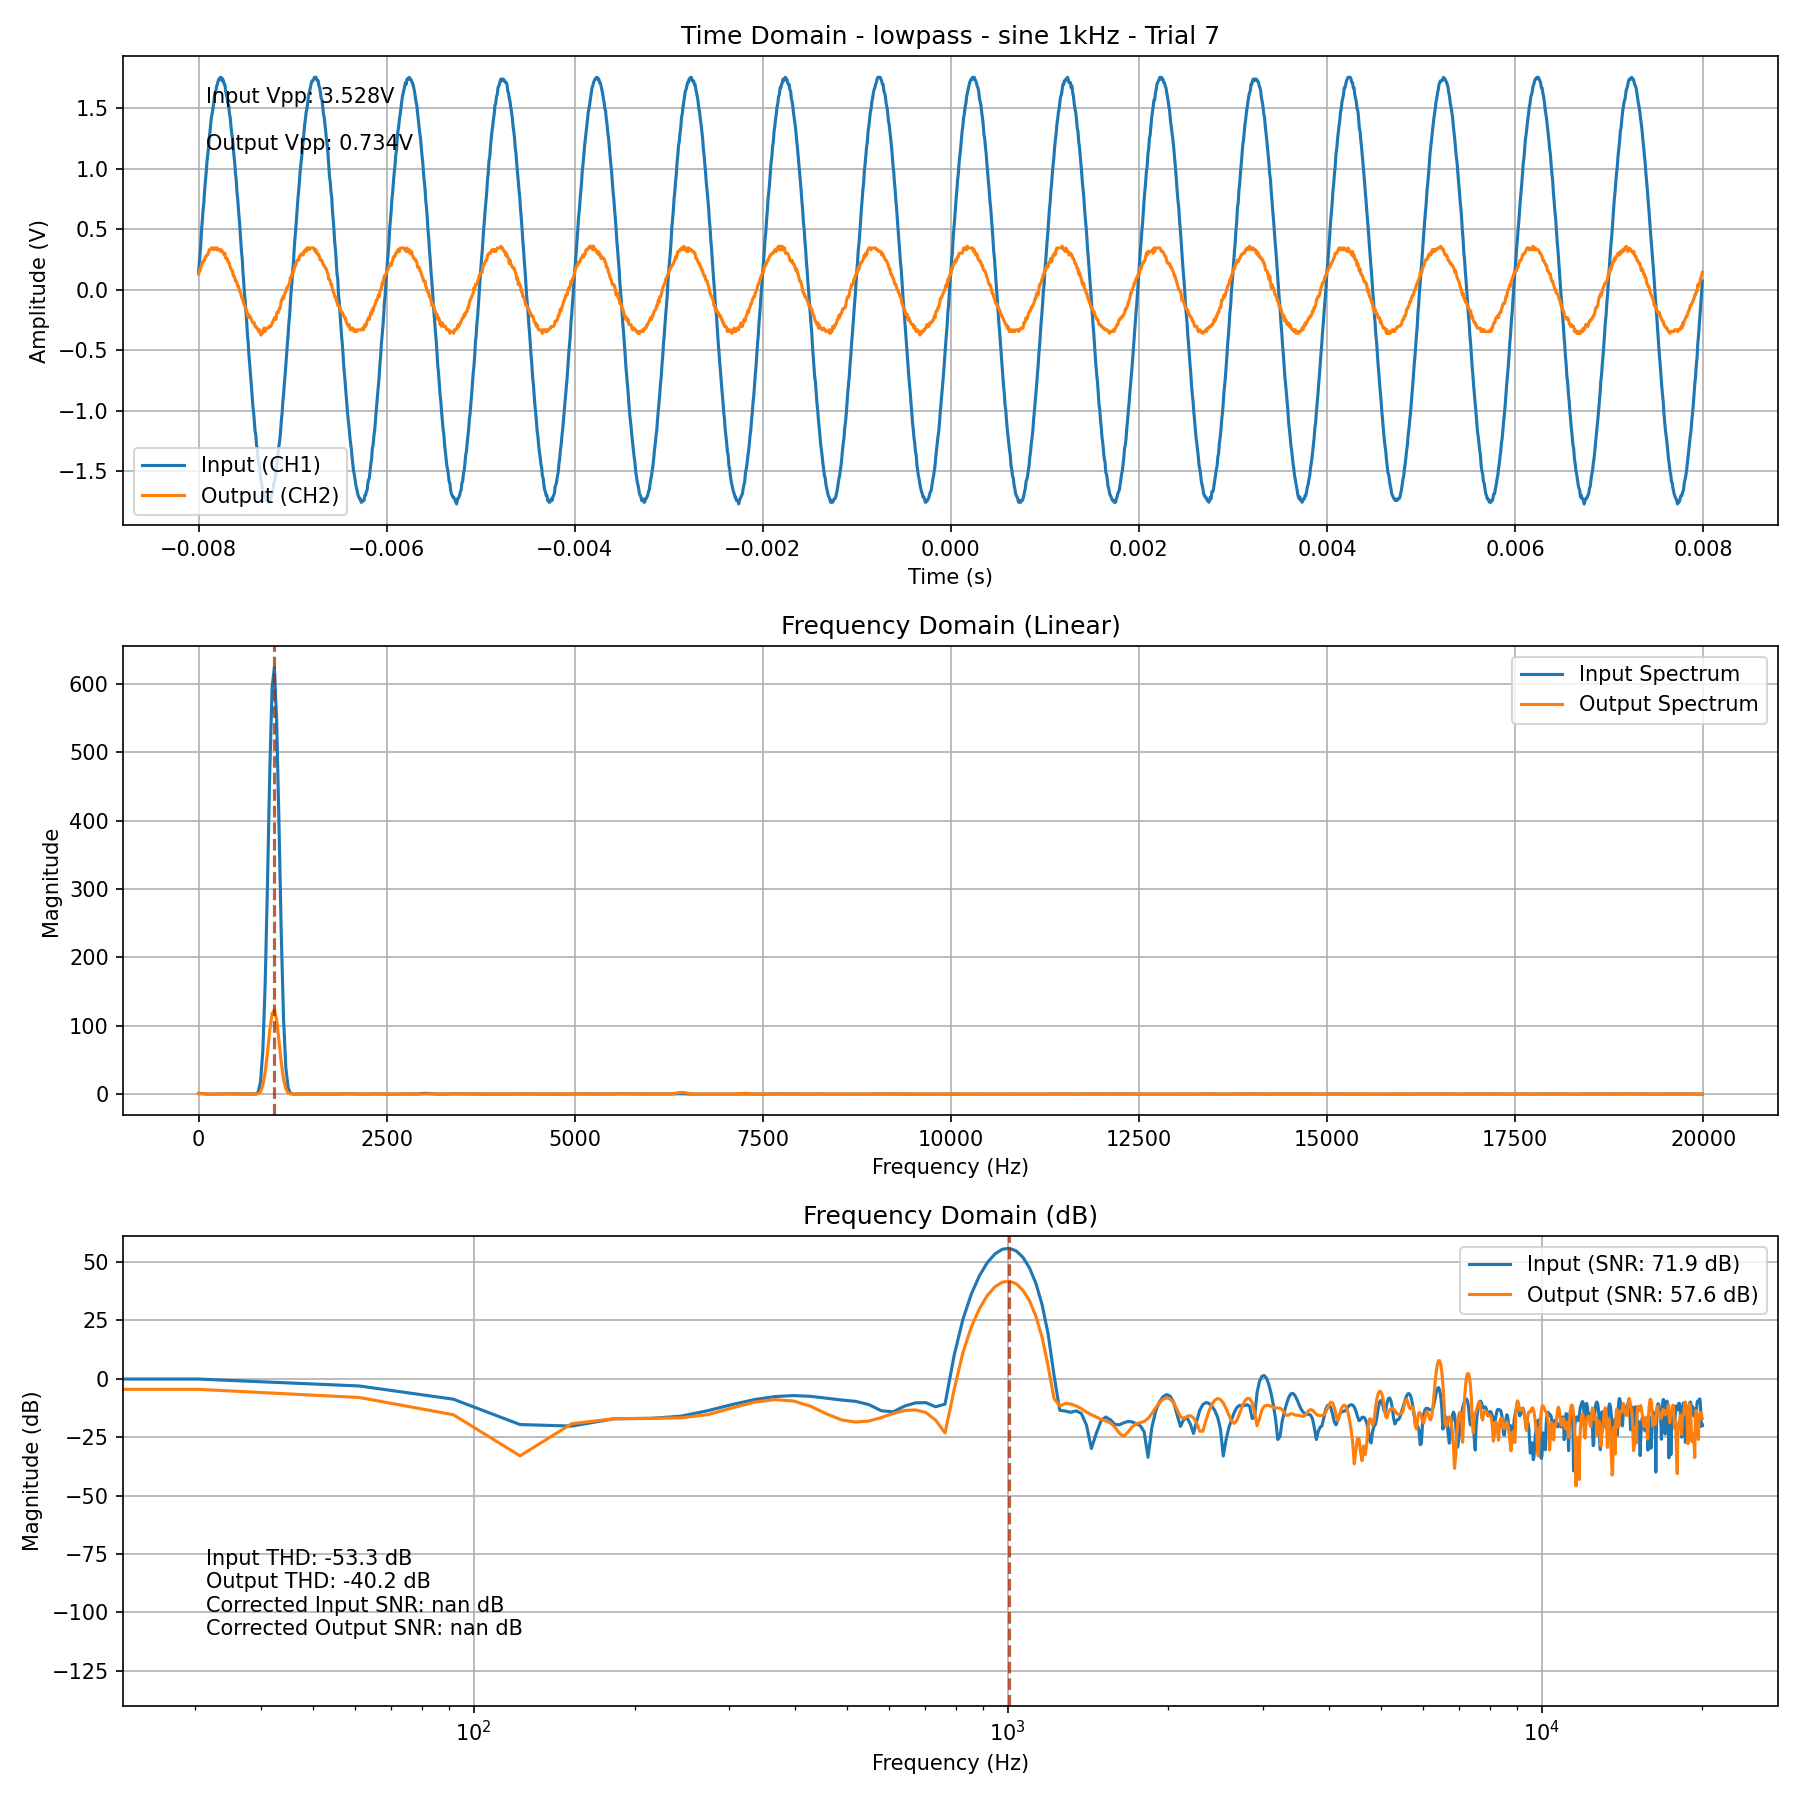 Time Domain - lowpass - sine 1kHz - Trial 7
Input Vpp: 3.528V
Output Vpp: 0.734V
Amplitude (V)
1.5
1.0
0.5
0.0
−0.5
−1.0
−1.5
Input (CH1)
Output (CH2)
−0.008 −0.006 −0.004 −0.002 0.000 0.002 0.004 0.006 0.008
Time (s)
Frequency Domain (Linear)
Input Spectrum
Output Spectrum
Magnitude
600
500
400
300
200
100
0
0 2500 5000 7500 10000 12500 15000 17500 20000
Frequency (Hz)
Frequency Domain (dB)
Input (SNR: 71.9 dB)
Output (SNR: 57.6 dB)
Magnitude (dB)
50
25
0
−25
−50
−75
−100
−125
Input THD: -53.3 dB
Output THD: -40.2 dB
Corrected Input SNR: nan dB
Corrected Output SNR: nan dB
10² 10³ 10⁴
Frequency (Hz)